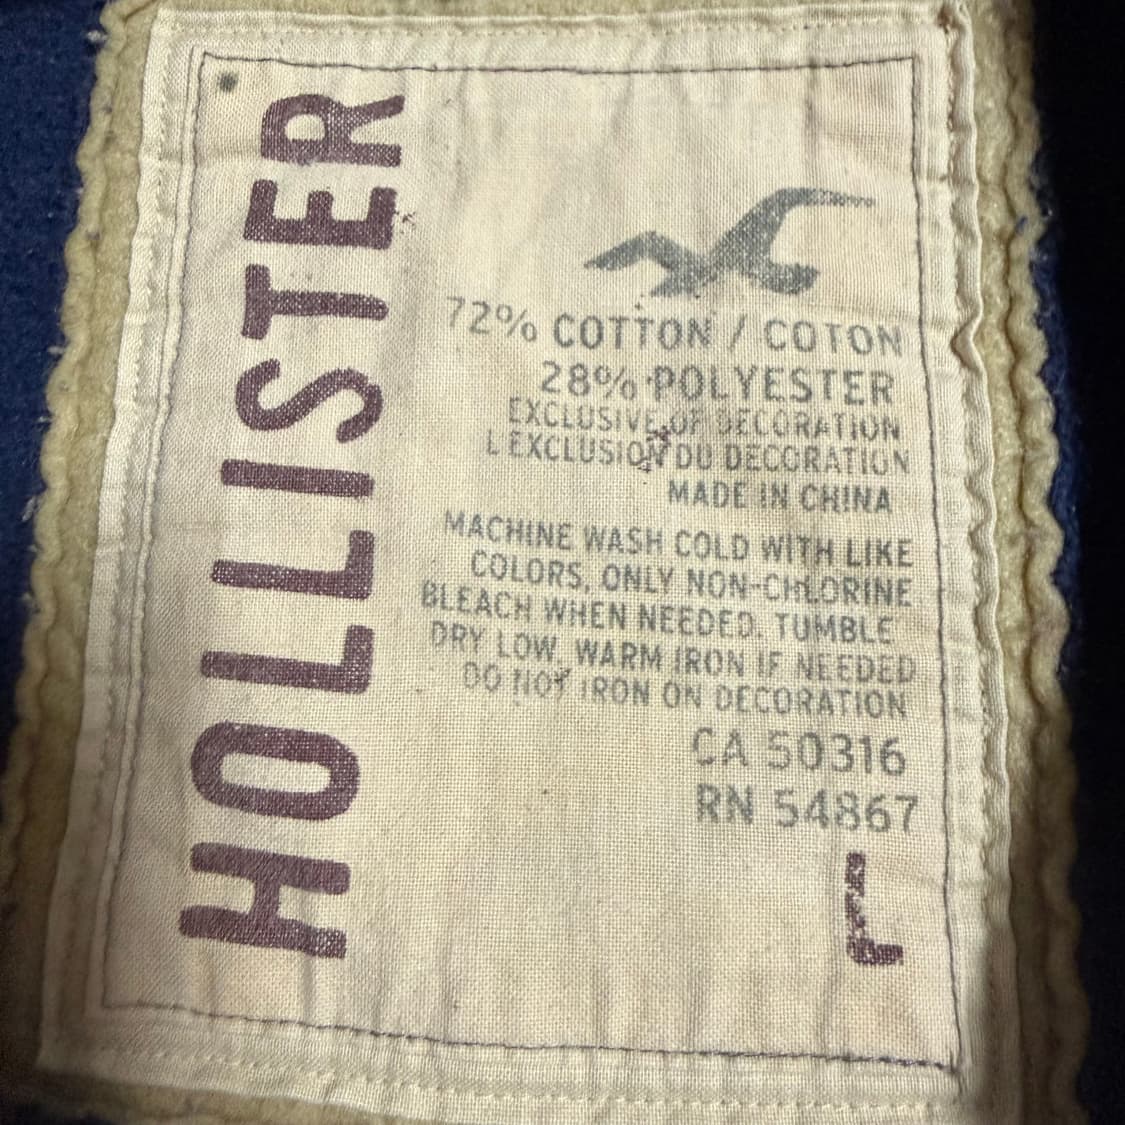 HOLLISTER
72% COTTON / COTON
28% POLYESTER
EXCLUSIVE OF DECORATION
L EXCLUSION DU DECORATION
MADE IN CHINA
MACHINE WASH COLD WITH LIKE
COLORS, ONLY NON-CHLORINE
BLEACH WHEN NEEDED. TUMBLE
DRY LOW. WARM IRON IF NEEDED
DO NOT IRON ON DECORATION
CA 50316
RN 54867
L